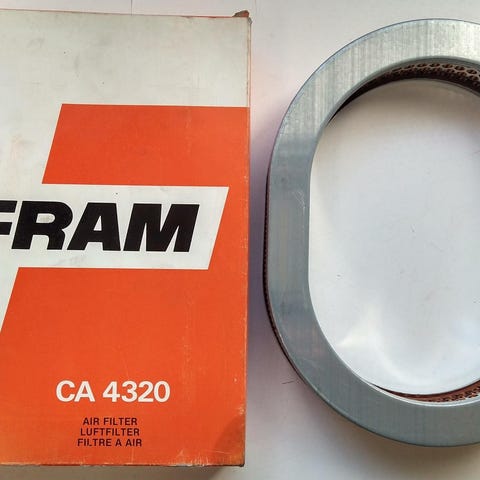 FRAM
CA 4320
AIR FILTER
LUFTFILTER
FILTRE A AIR